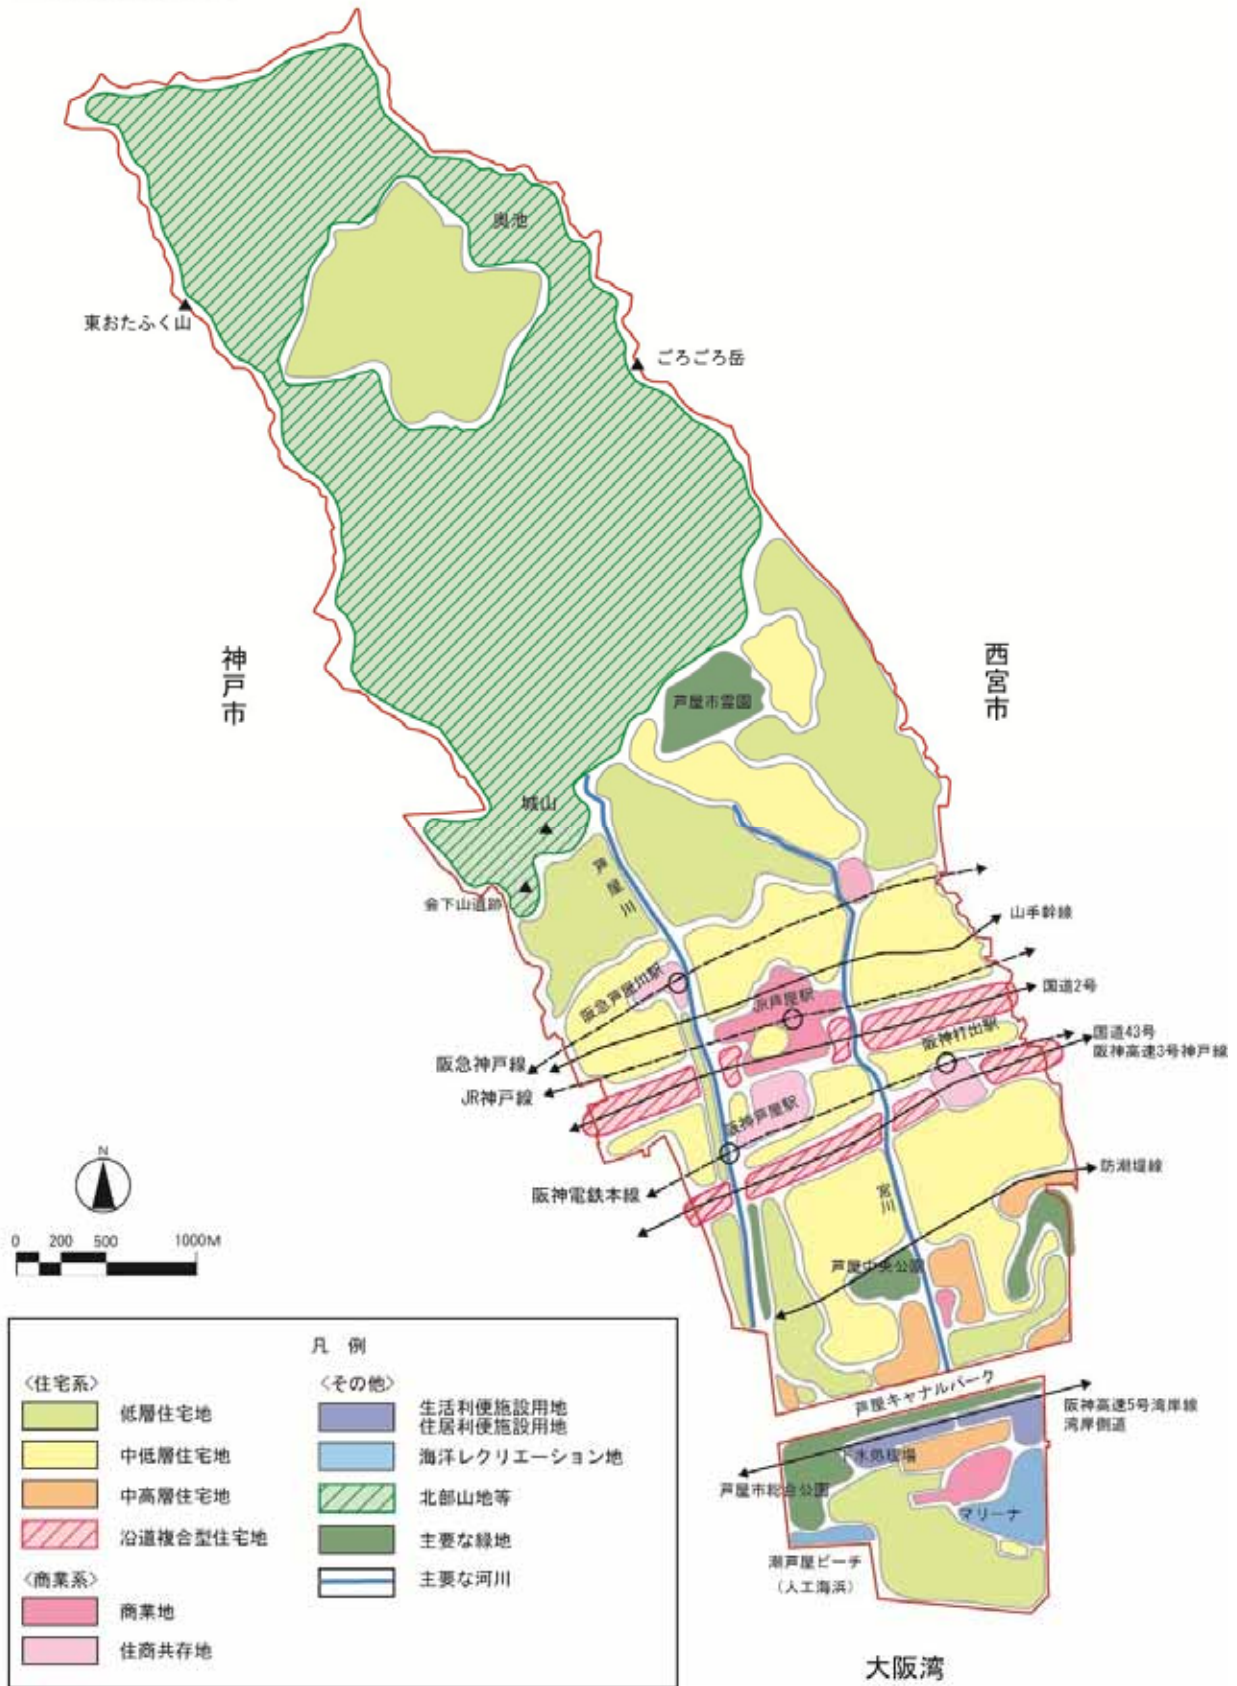 奥池
東おたふく山
ごろごろ岳
神戸市
西宮市
芦屋市霊園
城山
会下山遺跡
芦屋川
山手幹線
阪急芦屋川駅
JR芦屋駅
国道2号
阪神打出駅
国道43号
阪神高速3号神戸線
阪急神戸線
JR神戸線
阪神芦屋駅
防潮堤線
阪神電鉄本線
宮川
N
0 200 500 1000M
芦屋中央公園
芦屋キャナルパーク
阪神高速5号湾岸線
湾岸側道
下水処理場
芦屋市総合公園
マリーナ
潮芦屋ビーチ
（人工海浜）
大阪湾
凡 例
<住宅系>
低層住宅地
中低層住宅地
中高層住宅地
沿道複合型住宅地
<商業系>
商業地
住商共存地
<その他>
生活利便施設用地
住居利便施設用地
海洋レクリエーション地
北部山地等
主要な緑地
主要な河川